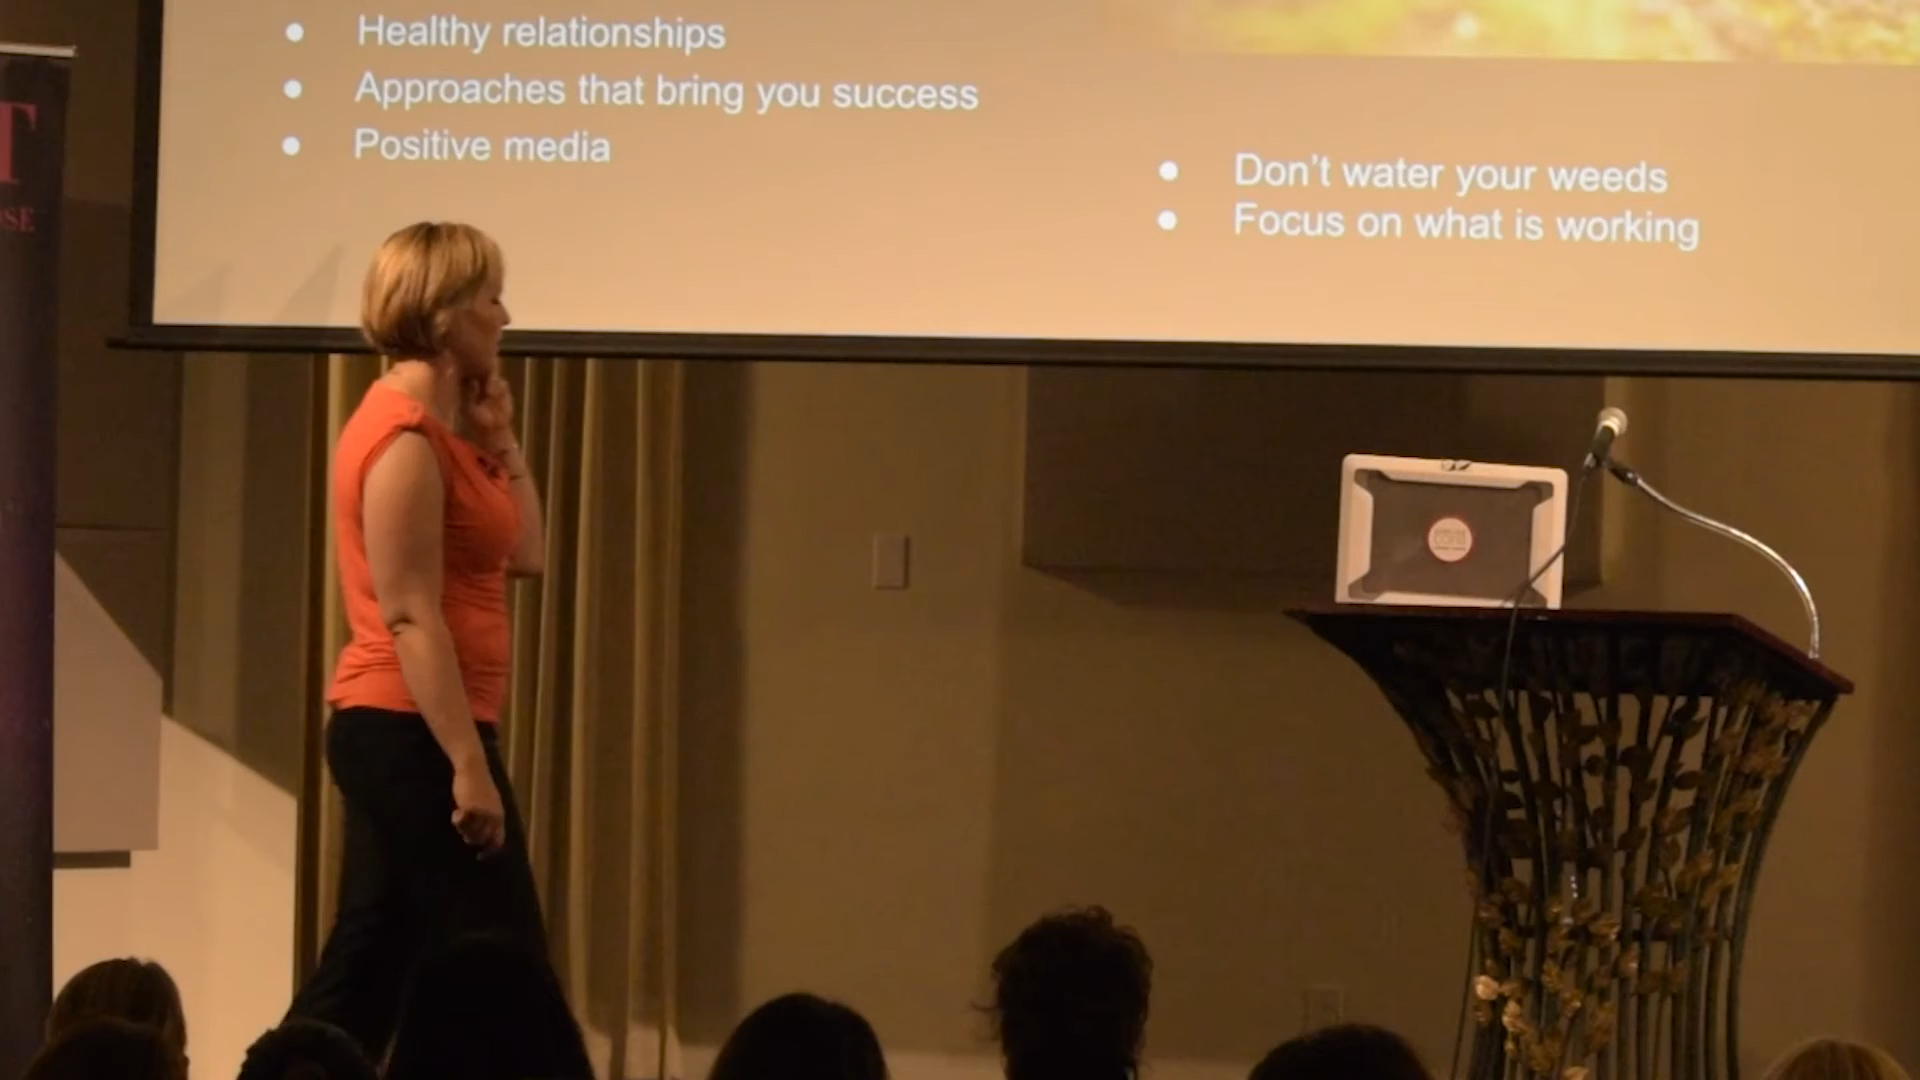 Healthy relationships
Approaches that bring you success
Positive media
Don't water your weeds
Focus on what is working